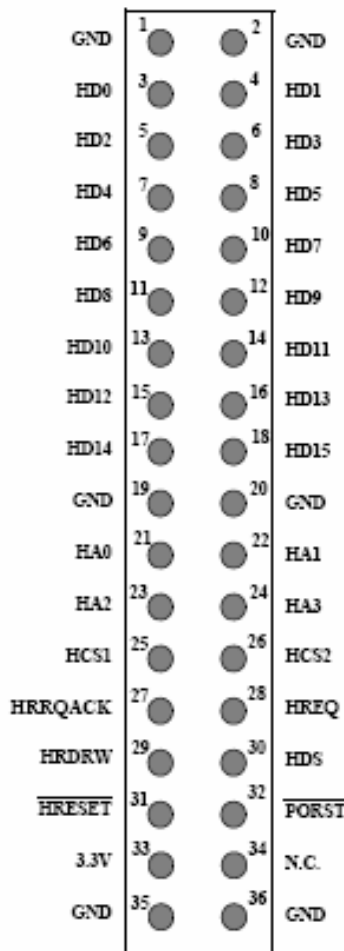 GND 1 2 GND
HD0 3 4 HD1
HD2 5 6 HD3
HD4 7 8 HD5
HD6 9 10 HD7
HD8 11 12 HD9
HD10 13 14 HD11
HD12 15 16 HD13
HD14 17 18 HD15
GND 19 20 GND
HA0 21 22 HA1
HA2 23 24 HA3
HCS1 25 26 HCS2
HRRQACK 27 28 HREQ
HRDRW 29 30 HDS
HRESET 31 32 PORST
3.3V 33 34 N.C.
GND 35 36 GND